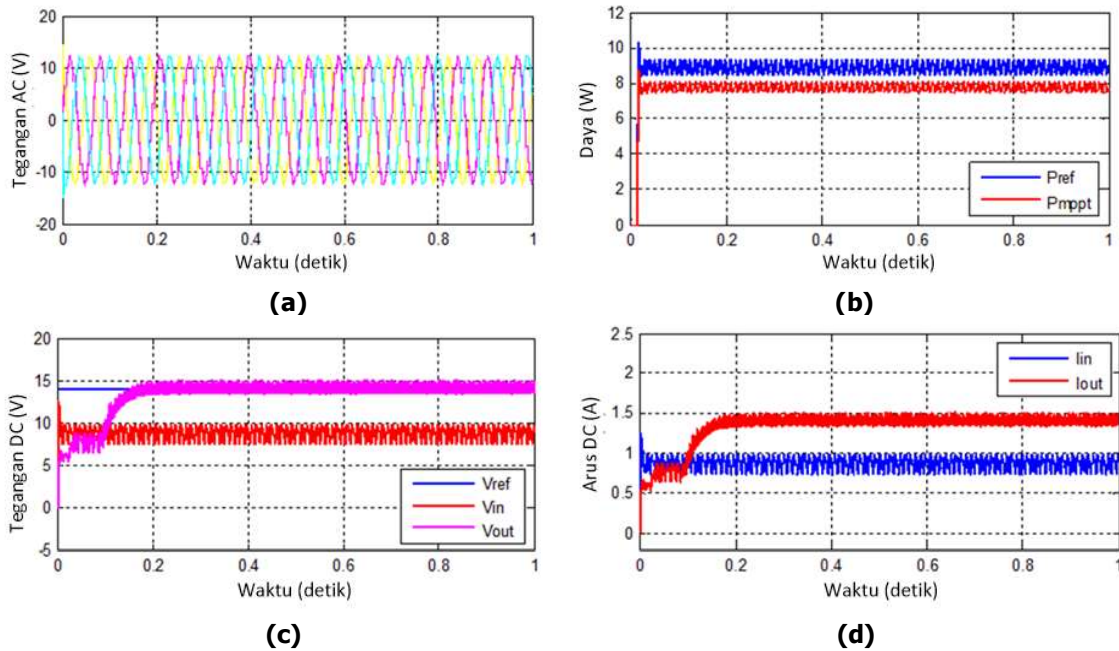 20
10
0
-10
-20
Tegangan AC (V)
0
0.2
0.4
0.6
0.8
1
Waktu (detik)
(a)
12
10
8
6
4
2
0
Daya (W)
Pref
Pmppt
0
0.2
0.4
0.6
0.8
1
Waktu (detik)
(b)
20
15
10
5
0
-5
Tegangan DC (V)
Vref
Vin
Vout
0
0.2
0.4
0.6
0.8
1
Waktu (detik)
(c)
2.5
2
1.5
1
0.5
0
Arus DC (A)
Iin
Iout
0
0.2
0.4
0.6
0.8
1
Waktu (detik)
(d)